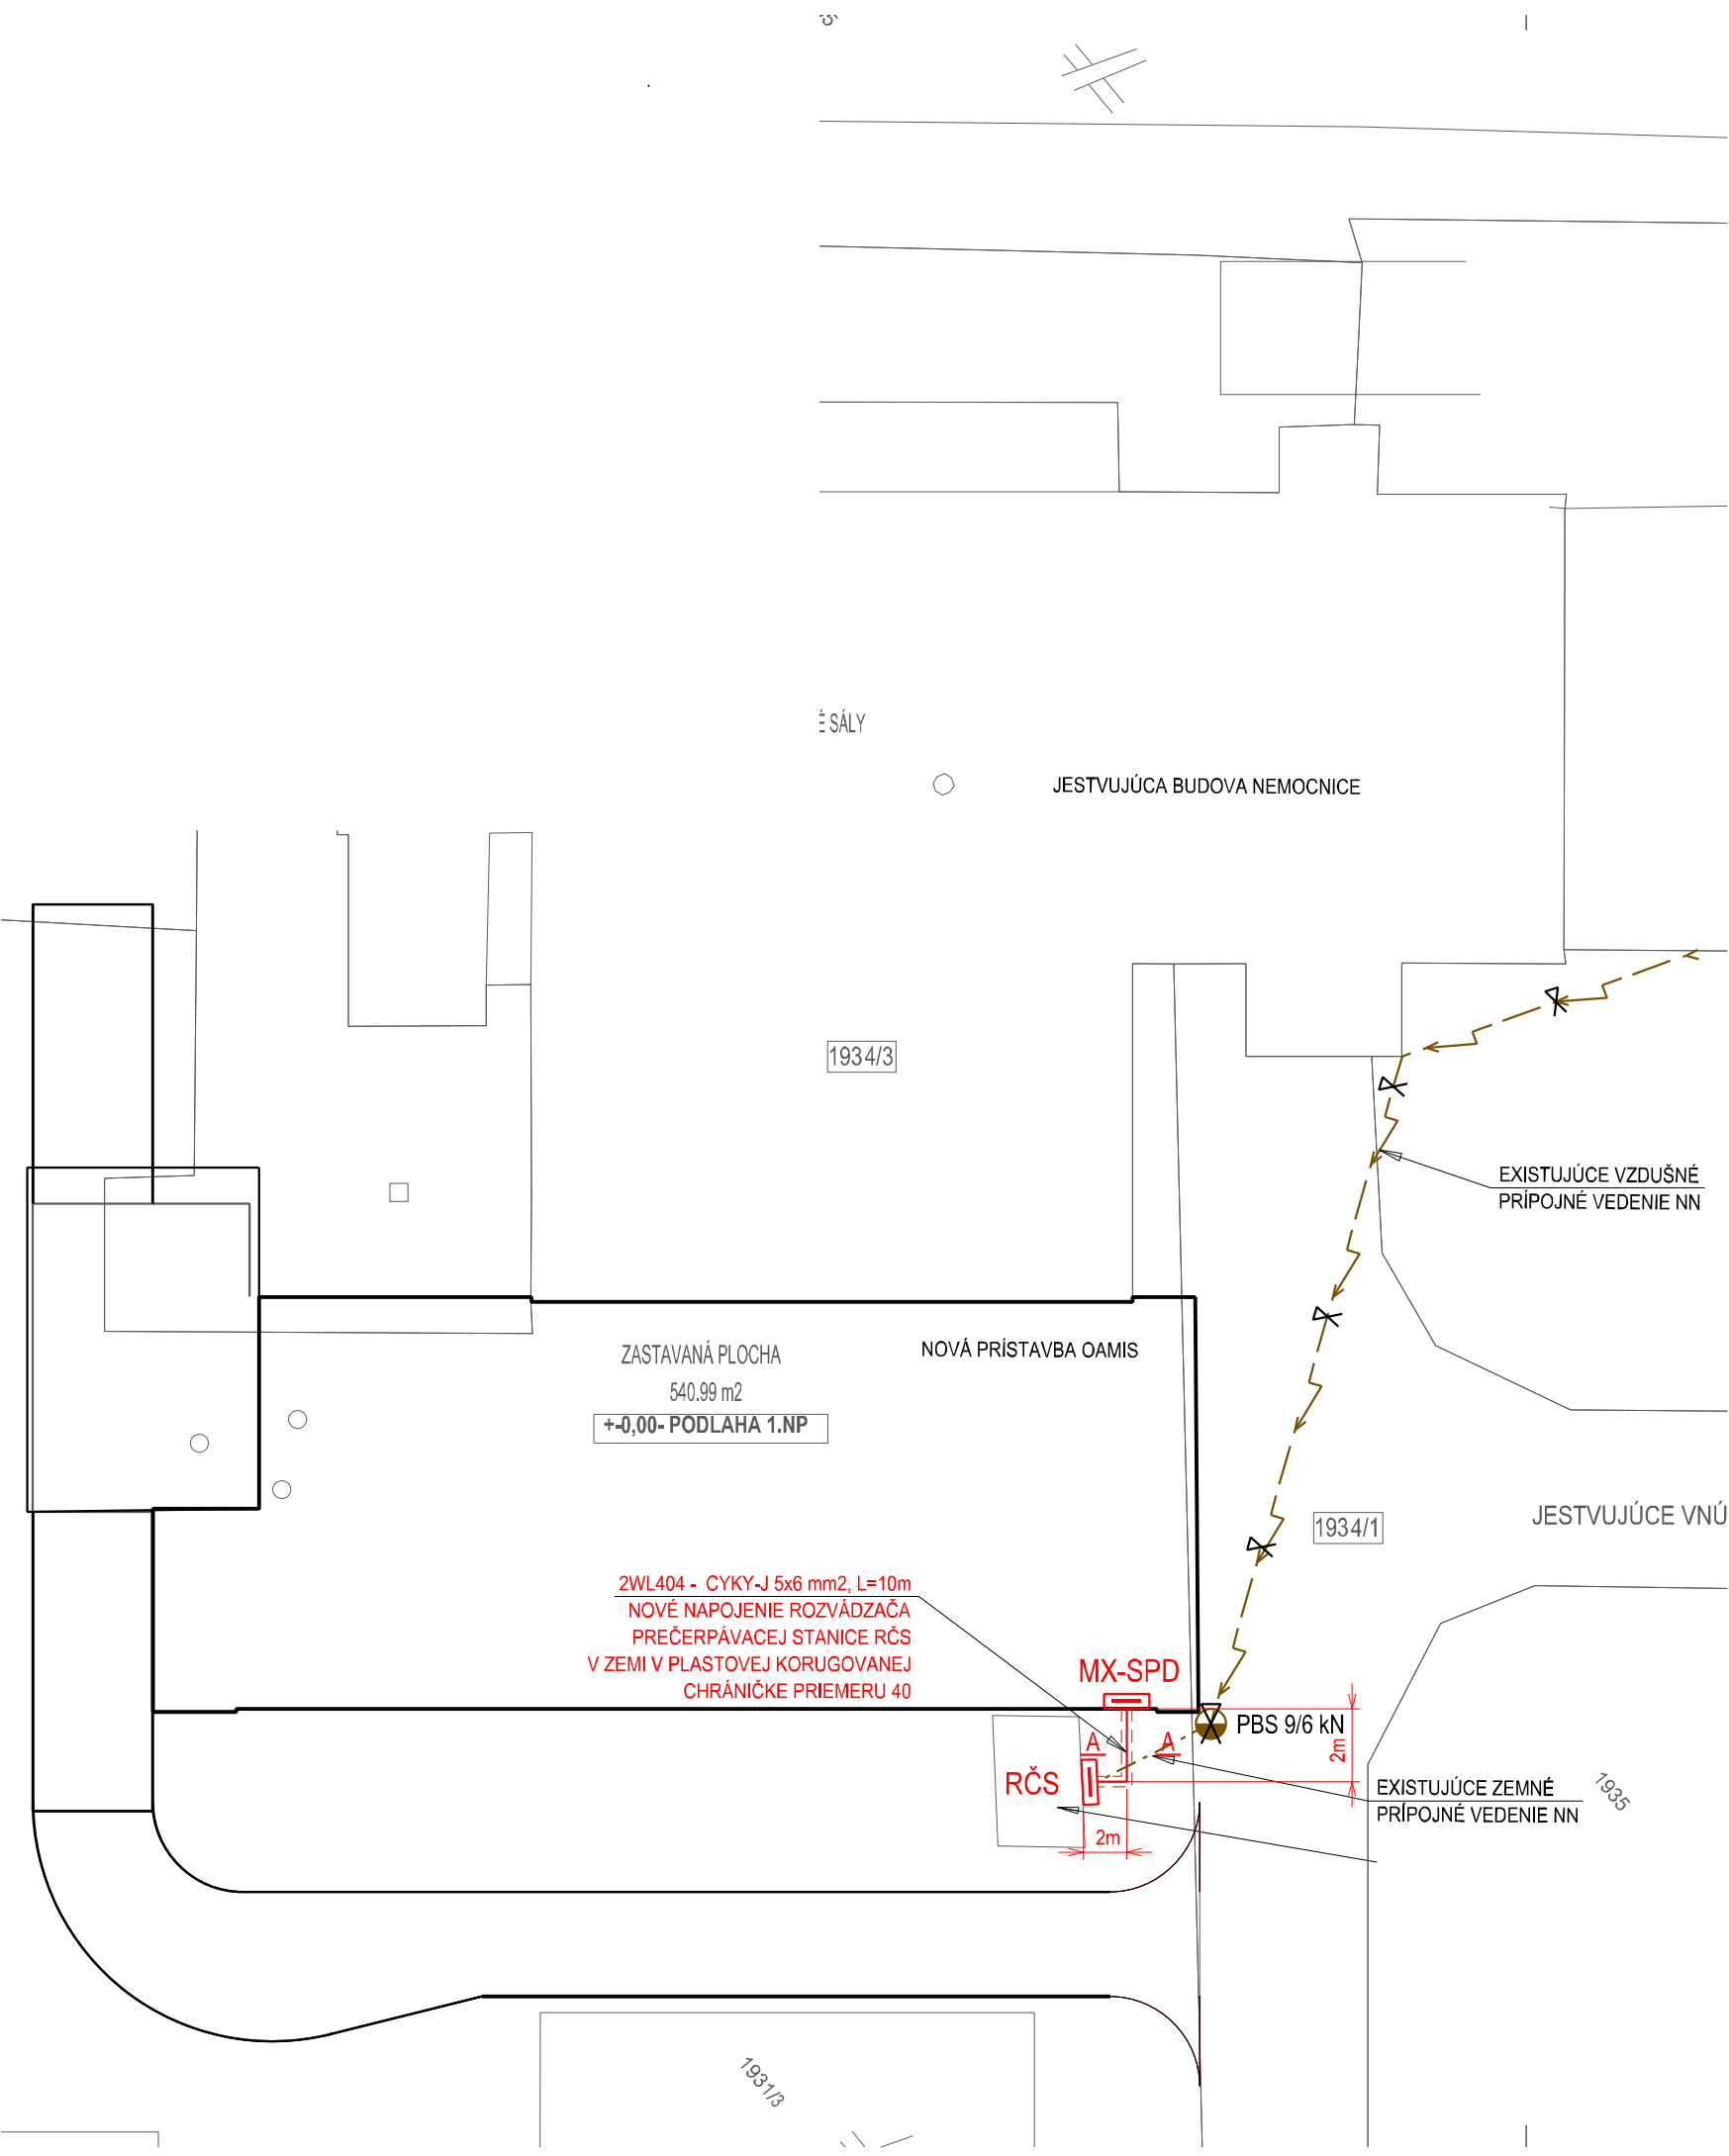 É SÁLY
JESTVUJÚCA BUDOVA NEMOCNICE
1934/3
EXISTUJÚCE VZDUŠNÉ
PRÍPOJNÉ VEDENIE NN
ZASTAVANÁ PLOCHA
540.99 m2
+-0,00- PODLAHA 1.NP
NOVÁ PRÍSTAVBA OAMIS
1934/1
JESTVUJÚCE VNÚ
2WL404 - CYKY-J 5x6 mm2, L=10m
NOVÉ NAPOJENIE ROZVÁDZAČA
PREČERPÁVACEJ STANICE RČS
V ZEMI V PLASTOVEJ KORUGOVANEJ
CHRÁNIČKE PRIEMERU 40
MX-SPD
PBS 9/6 kN
A
A
2m
RČS
EXISTUJÚCE ZEMNÉ
PRÍPOJNÉ VEDENIE NN
1935
2m
1931/3